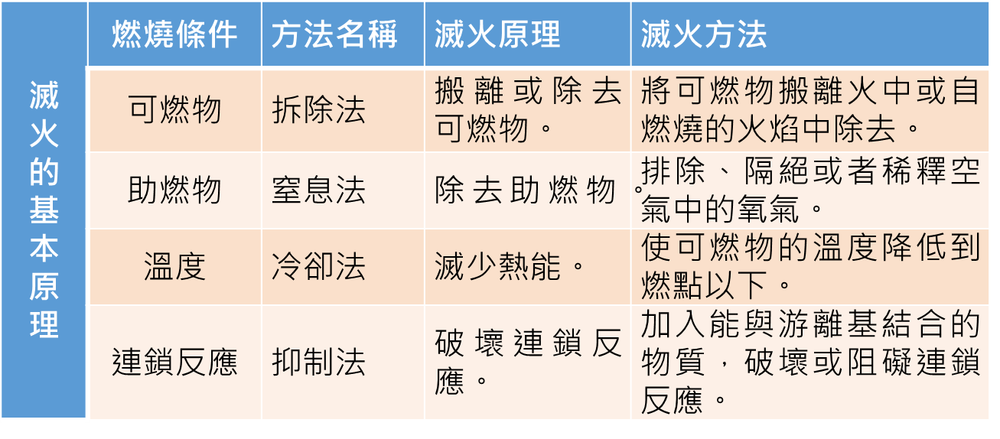 滅火的基本原理
燃燒條件 方法名稱 滅火原理 滅火方法
可燃物 拆除法
搬離或除去
可燃物。
將可燃物搬離火中或自
燃燒的火焰中除去。
助燃物 窒息法 除去助燃物。
排除、隔絕或者稀釋空
氣中的氧氣。
溫度 冷卻法 滅少熱能。
使可燃物的溫度降低到
燃點以下。
連鎖反應 抑制法
破壞連鎖反
應。
加入能與游離基結合的
物質，破壞或阻礙連鎖
反應。